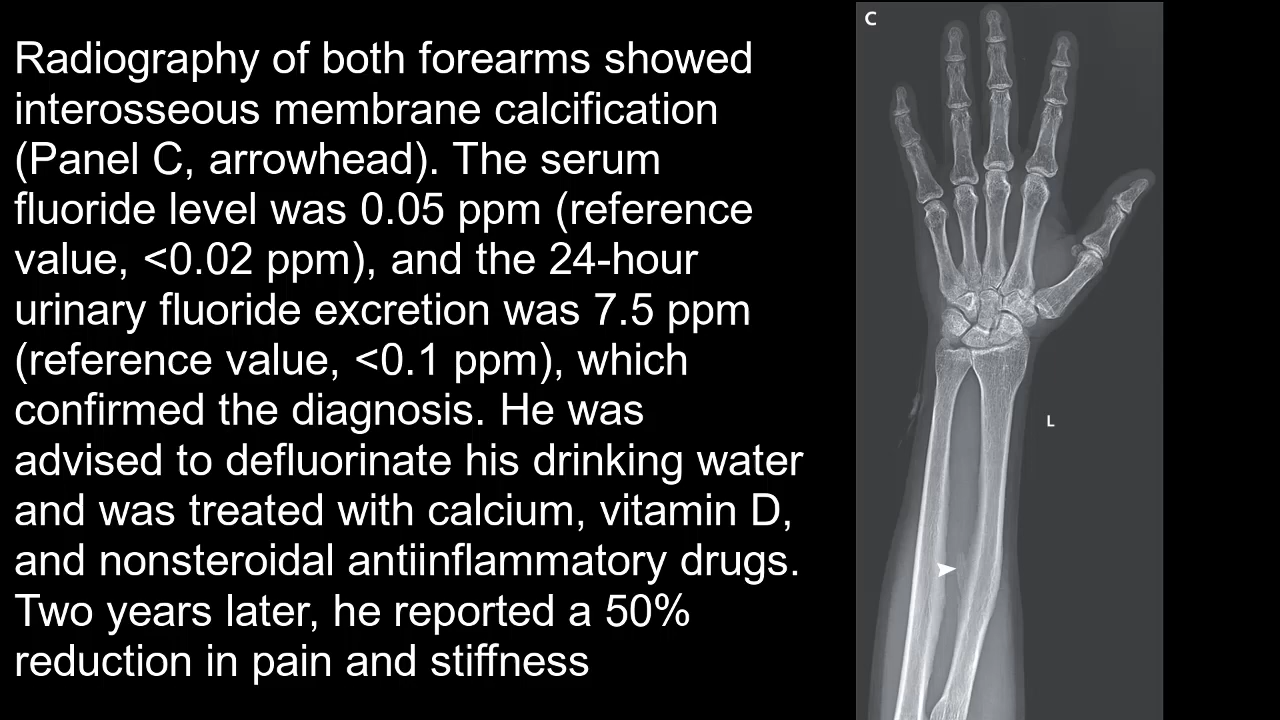 Radiography of both forearms showed
interosseous membrane calcification
(Panel C, arrowhead). The serum
fluoride level was 0.05 ppm (reference
value, <0.02 ppm), and the 24-hour
urinary fluoride excretion was 7.5 ppm
(reference value, <0.1 ppm), which
confirmed the diagnosis. He was
advised to defluorinate his drinking water
and was treated with calcium, vitamin D,
and nonsteroidal antiinflammatory drugs.
Two years later, he reported a 50%
reduction in pain and stiffness
C
L